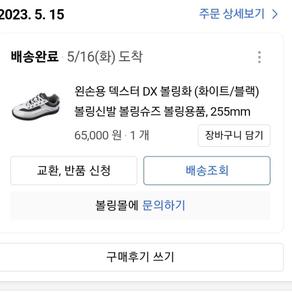 2023. 5. 15
주문 상세보기 >
배송완료 5/16(화) 도착
왼손용 덱스터 DX 볼링화 (화이트/블랙)
볼링신발 볼링슈즈 볼링용품, 255mm
65,000 원 · 1 개
장바구니 담기
교환, 반품 신청
배송조회
볼링몰에 문의하기
구매후기 쓰기